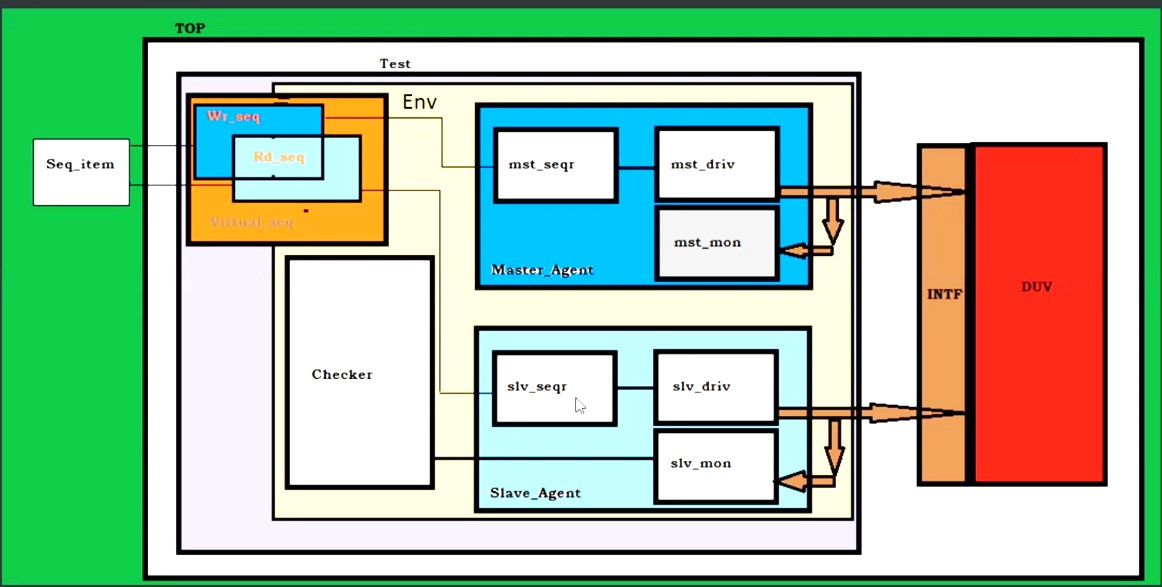 TOP
Test
Env
Wr_seq
Rd_seq
Virtual_seq
Seq_item
mst_seqr
mst_driv
mst_mon
Master_Agent
INTF
DUV
Checker
slv_seqr
slv_driv
slv_mon
Slave_Agent